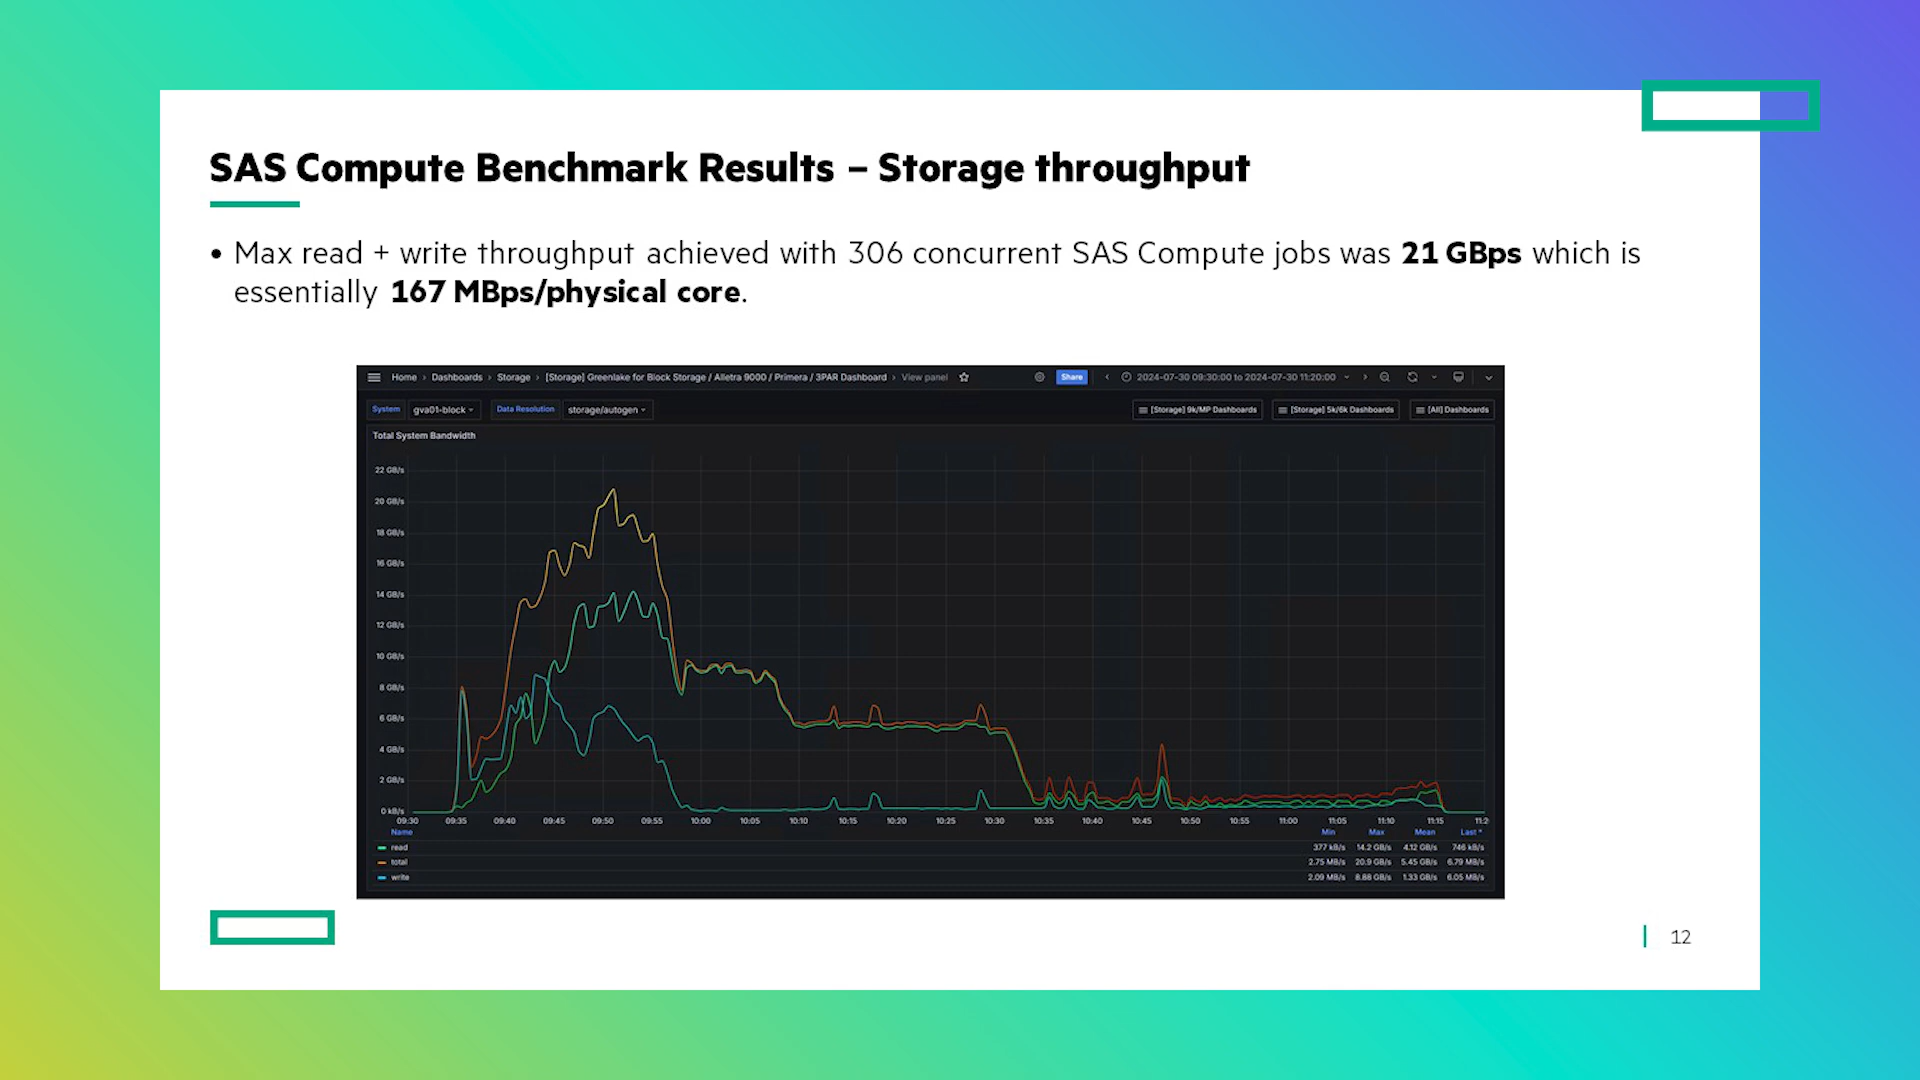 SAS Compute Benchmark Results – Storage throughput
• Max read + write throughput achieved with 306 concurrent SAS Compute jobs was 21 GBps which is
essentially 167 MBps/physical core.
Home › Dashboards › Storage › [Storage] Greenlake for Block Storage / Alletra 9000 / Primera / 3PAR Dashboard › View panel
Share
2024-07-30 09:30:00 to 2024-07-30 11:20:00
System gva01-block
Data Resolution storage/autogen
[Storage] 9k/MP Dashboards
[Storage] 5k/6k Dashboards
[All] Dashboards
Total System Bandwidth
22 GB/s
20 GB/s
18 GB/s
16 GB/s
14 GB/s
12 GB/s
10 GB/s
8 GB/s
6 GB/s
4 GB/s
2 GB/s
0 kB/s
09:30 09:35 09:40 09:45 09:50 09:55 10:00 10:05 10:10 10:15 10:20 10:25 10:30 10:35 10:40 10:45 10:50 10:55 11:00 11:05 11:10 11:15 11:2
Name Min Max Mean Last *
read 377 kB/s 14.2 GB/s 4.12 GB/s 746 kB/s
total 2.75 MB/s 20.9 GB/s 5.45 GB/s 6.79 MB/s
write 2.09 MB/s 8.88 GB/s 1.33 GB/s 6.05 MB/s
12